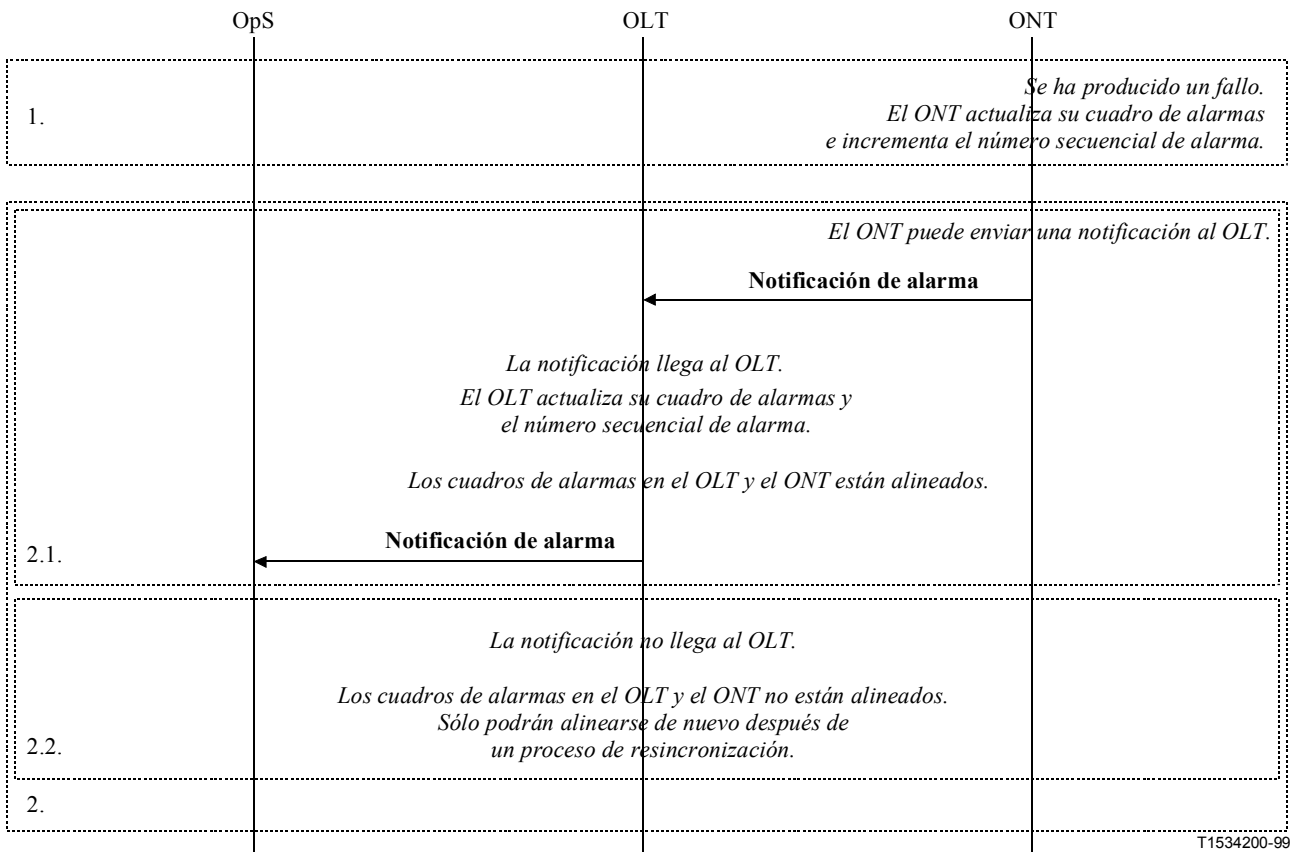 OpS OLT ONT
Se ha producido un fallo.
1.
El ONT actualiza su cuadro de alarmas
e incrementa el número secuencial de alarma.
El ONT puede enviar una notificación al OLT.
Notificación de alarma
La notificación llega al OLT.
El OLT actualiza su cuadro de alarmas y
el número secuencial de alarma.
Los cuadros de alarmas en el OLT y el ONT están alineados.
Notificación de alarma
2.1.
La notificación no llega al OLT.
Los cuadros de alarmas en el OLT y el ONT no están alineados.
Sólo podrán alinearse de nuevo después de
2.2.
un proceso de resincronización.
2.
T1534200-99